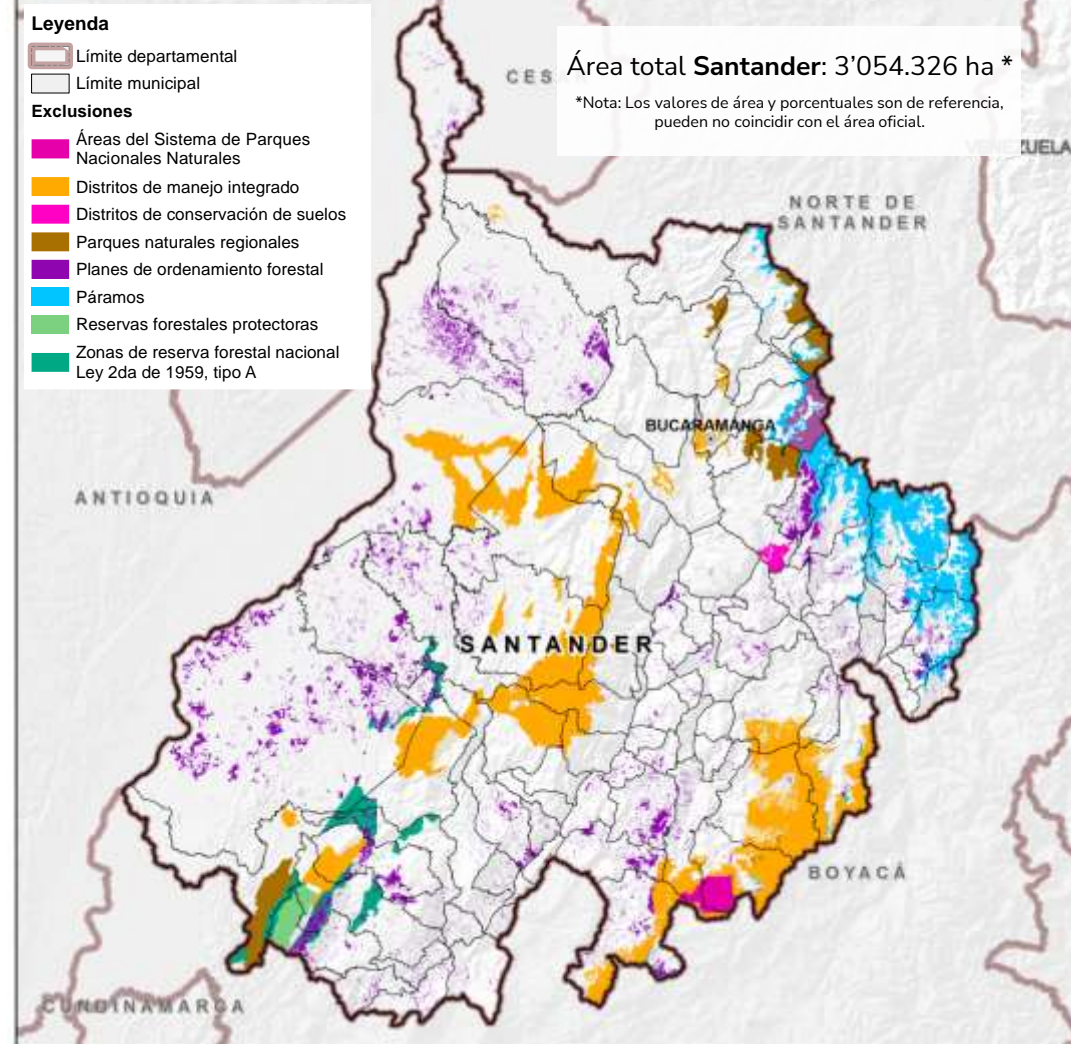 Leyenda
Límite departamental
Límite municipal
Exclusiones
Áreas del Sistema de Parques
Nacionales Naturales
Distritos de manejo integrado
Distritos de conservación de suelos
Parques naturales regionales
Planes de ordenamiento forestal
Páramos
Reservas forestales protectoras
Zonas de reserva forestal nacional
Ley 2da de 1959, tipo A
Área total Santander: 3’054.326 ha *
*Nota: Los valores de área y porcentuales son de referencia,
pueden no coincidir con el área oficial.
NORTE DE
SANTANDER
BUCARAMANGA
ANTIOQUIA
SANTANDER
BOYACÁ
CUNDINAMARCA